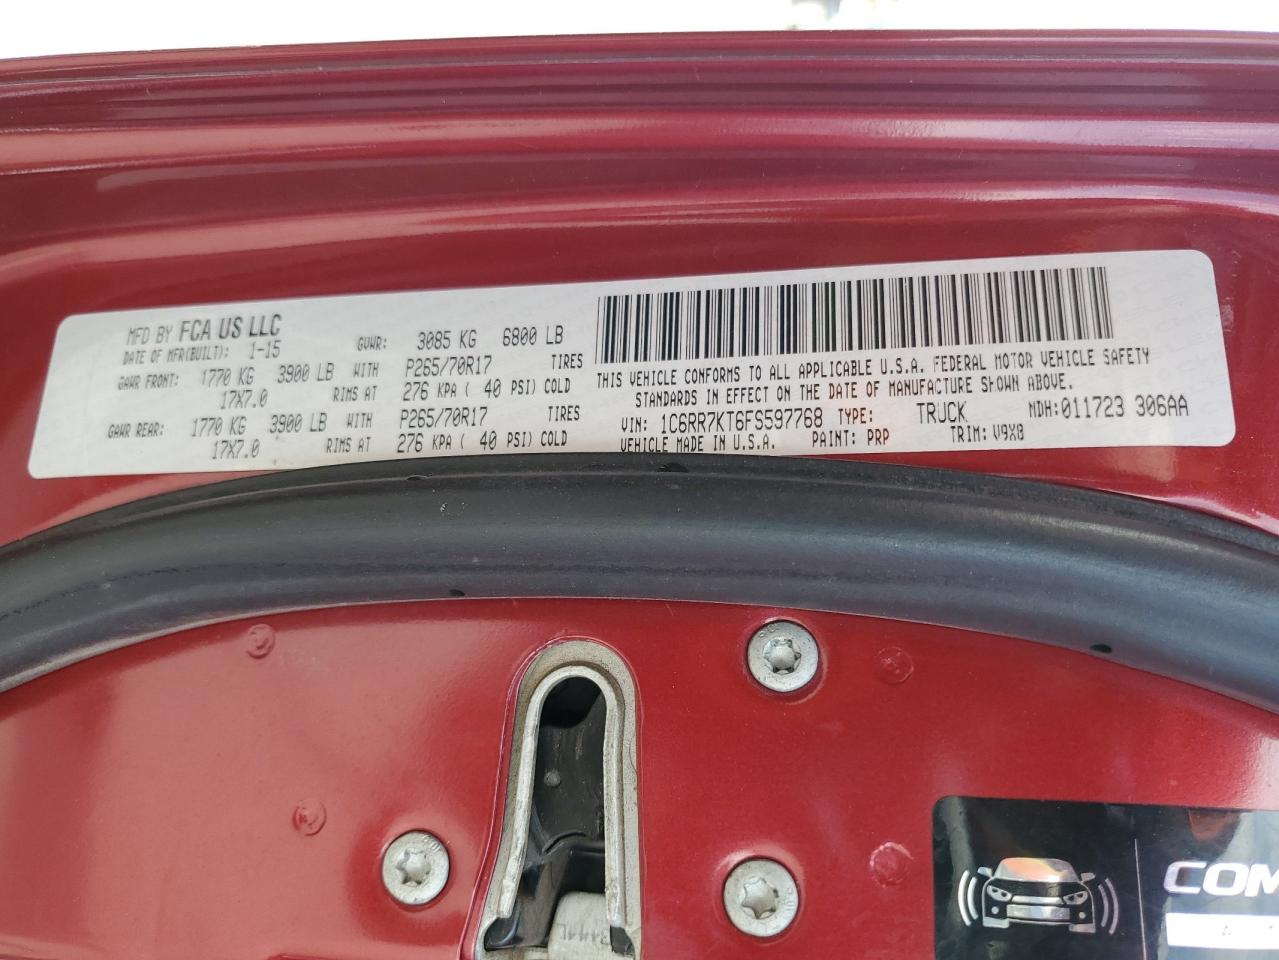 MFD BY FCA US LLC
DATE OF MFR(BUILT): 1-15 GVWR: 3085 KG 6800 LB
GAWR FRONT: 1770 KG 3900 LB WITH P265/70R17 TIRES
17X7.0 RIMS AT 276 KPA ( 40 PSI) COLD
GAWR REAR: 1770 KG 3900 LB WITH P265/70R17 TIRES
17X7.0 RIMS AT 276 KPA ( 40 PSI) COLD
THIS VEHICLE CONFORMS TO ALL APPLICABLE U.S.A. FEDERAL MOTOR VEHICLE SAFETY
STANDARDS IN EFFECT ON THE DATE OF MANUFACTURE SHOWN ABOVE.
VIN: 1C6RR7KT6FS597768 TYPE: TRUCK MDH:011723 306AA
VEHICLE MADE IN U.S.A. PAINT: PRP TRIM: V9X8
COM